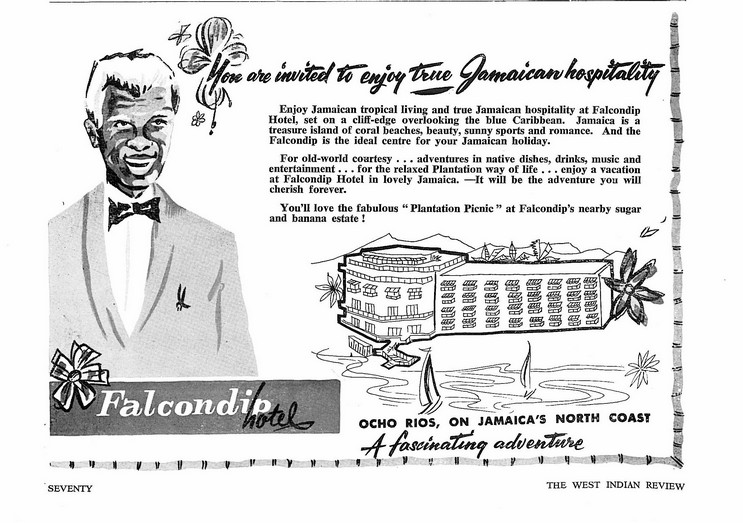 You are invited to enjoy true Jamaican hospitality
Enjoy Jamaican tropical living and true Jamaican hospitality at Falcondip
Hotel, set on a cliff-edge overlooking the blue Caribbean. Jamaica is a
treasure island of coral beaches, beauty, sunny sports and romance. And the
Falcondip is the ideal centre for your Jamaican holiday.
For old-world courtesy . . . adventures in native dishes, drinks, music and
entertainment . . . for the relaxed Plantation way of life . . . enjoy a vacation
at Falcondip Hotel in lovely Jamaica. —It will be the adventure you will
cherish forever.
You'll love the fabulous “ Plantation Picnic ” at Falcondip's nearby sugar
and banana estate !
Falcondip
hotel
OCHO RIOS, ON JAMAICA'S NORTH COAST
A fascinating adventure
SEVENTY
THE WEST INDIAN REVIEW